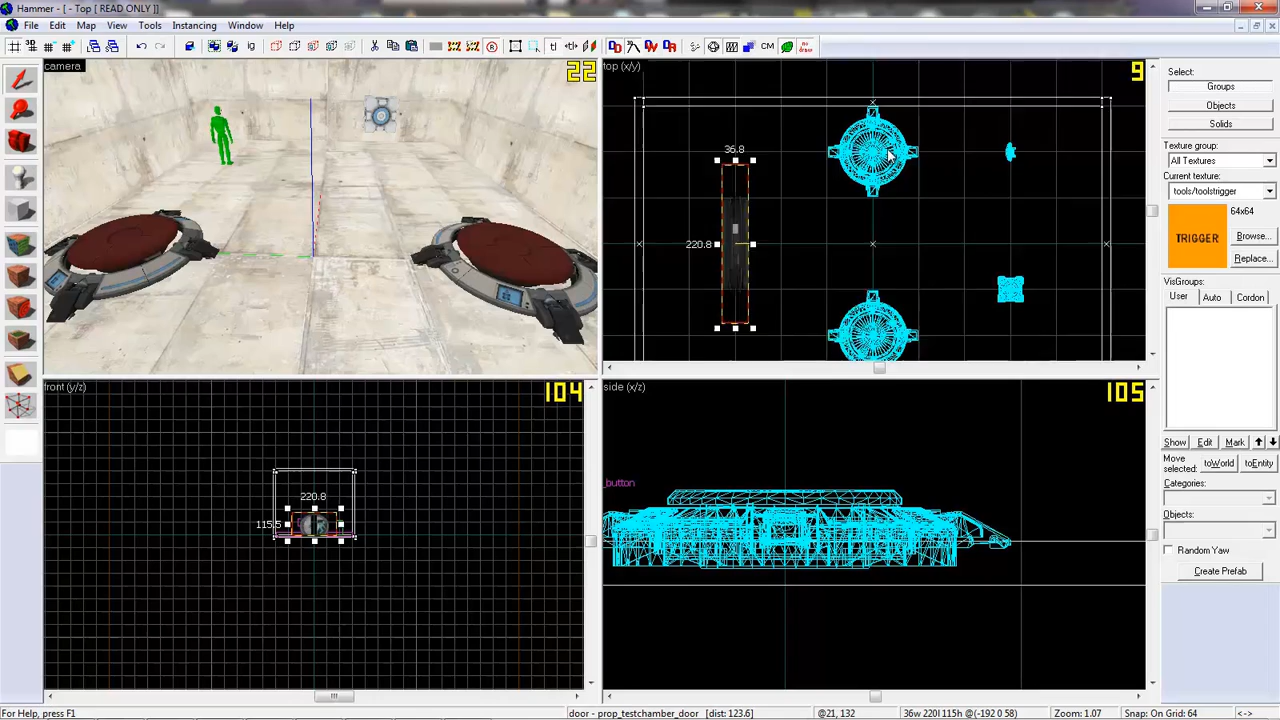 Hammer - [ - Top [ READ ONLY ]]
File Edit Map View Tools Instancing Window Help
CM
camera
22
top (x/y)
9
36.8
220.8
front (y/z)
104
220.8
115.5
side (x/z)
105
_button
Select:
Groups
Objects
Solids
Texture group:
All Textures
Current texture:
tools/toolstrigger
64x64
TRIGGER
Browse...
Replace...
VisGroups:
User Auto Cordon
Show Edit Mark
Move selected:
toWorld toEntity
Categories:
Objects:
Random Yaw
Create Prefab
For Help, press F1
door - prop_testchamber_door [dist: 123.6]
@21, 132
36w 220l 115h @(-192 0 58)
Zoom: 1.07
Snap: On Grid: 64
<->